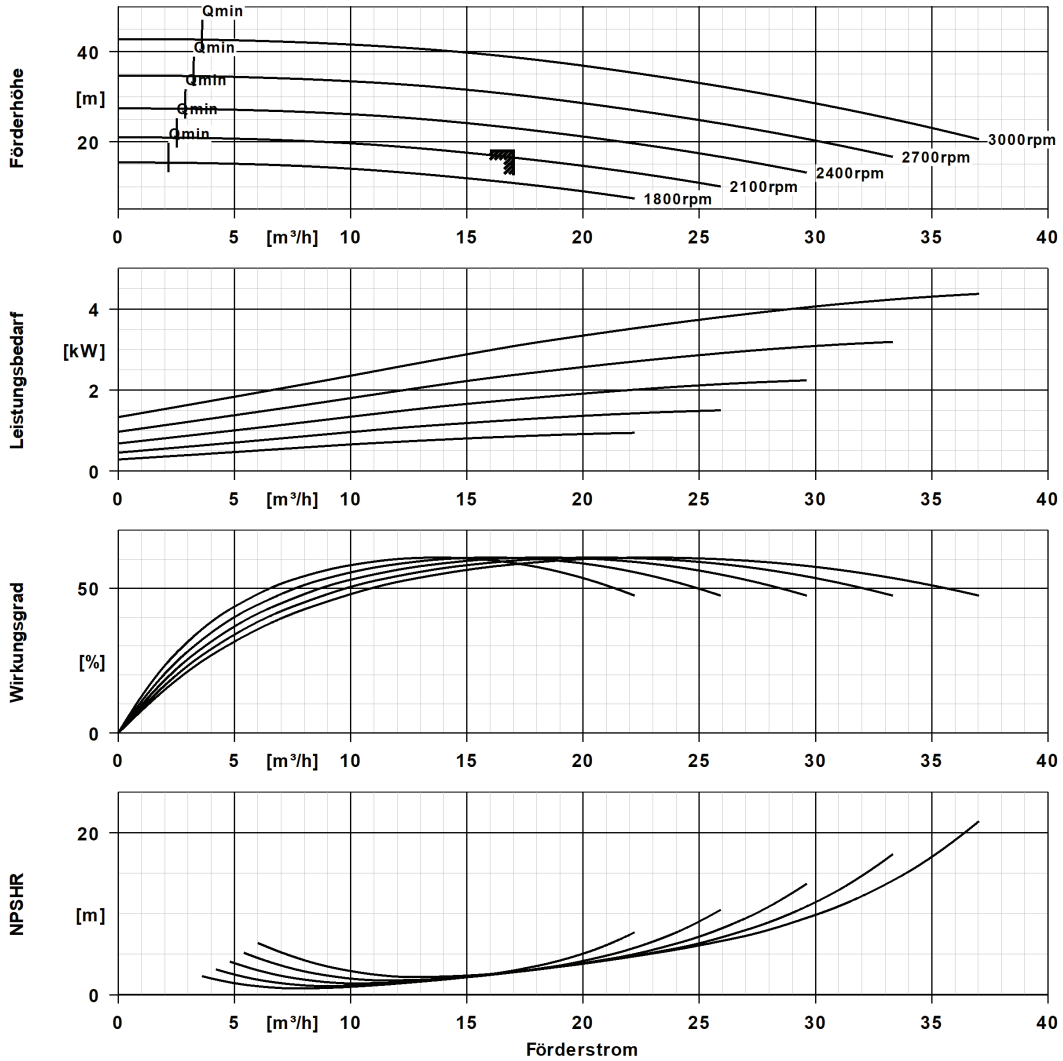 Qmin
40
Qmin
Förderhöhe
[m]
Qmin
Qmin
20
Qmin
3000rpm
2700rpm
2400rpm
2100rpm
1800rpm
0 5 [m³/h] 10 15 20 25 30 35 40
Leistungsbedarf
4
[kW]
2
0
0 5 [m³/h] 10 15 20 25 30 35 40
Wirkungsgrad
50
[%]
0
0 5 [m³/h] 10 15 20 25 30 35 40
NPSHR
20
[m]
0
0 5 [m³/h] 10 15 20 25 30 35 40
Förderstrom